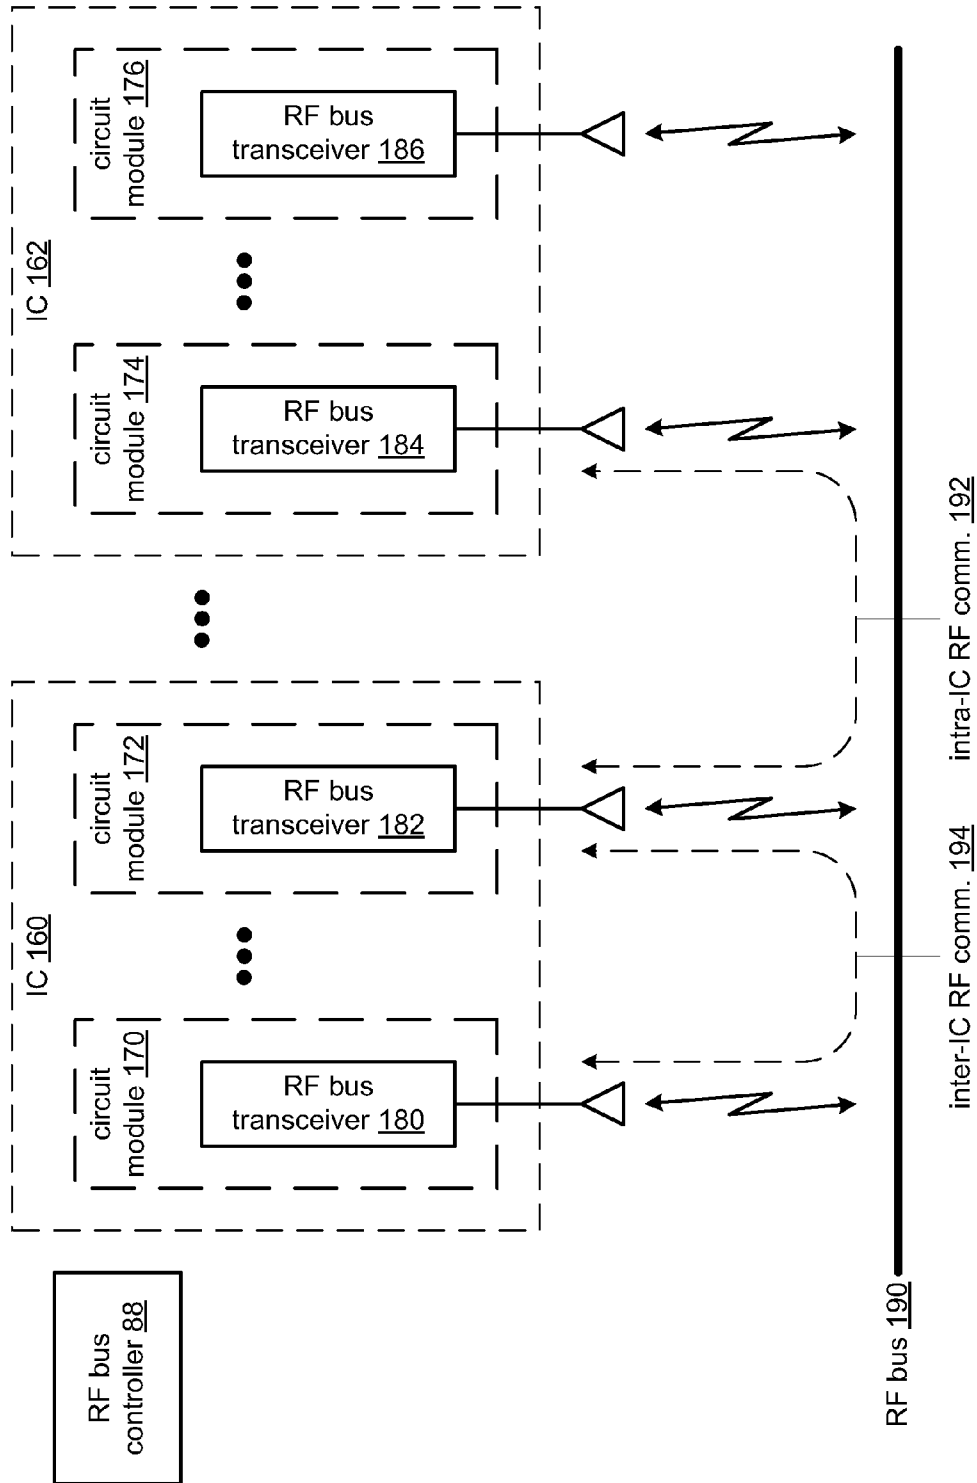 RF bus
controller 88
IC 160
circuit
module 170
RF bus
transceiver 180
circuit
module 172
RF bus
transceiver 182
IC 162
circuit
module 174
RF bus
transceiver 184
circuit
module 176
RF bus
transceiver 186
RF bus 190
inter-IC RF comm. 194
intra-IC RF comm. 192